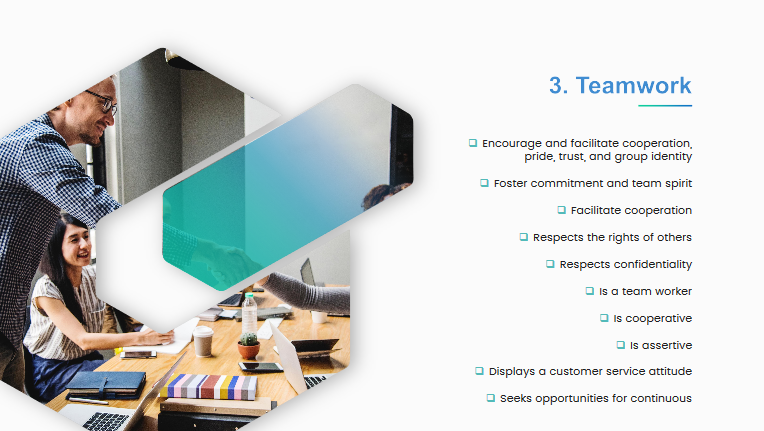 3. Teamwork
❑ Encourage and facilitate cooperation,
pride, trust, and group identity
❑ Foster commitment and team spirit
❑ Facilitate cooperation
❑ Respects the rights of others
❑ Respects confidentiality
❑ Is a team worker
❑ Is cooperative
❑ Is assertive
❑ Displays a customer service attitude
❑ Seeks opportunities for continuous